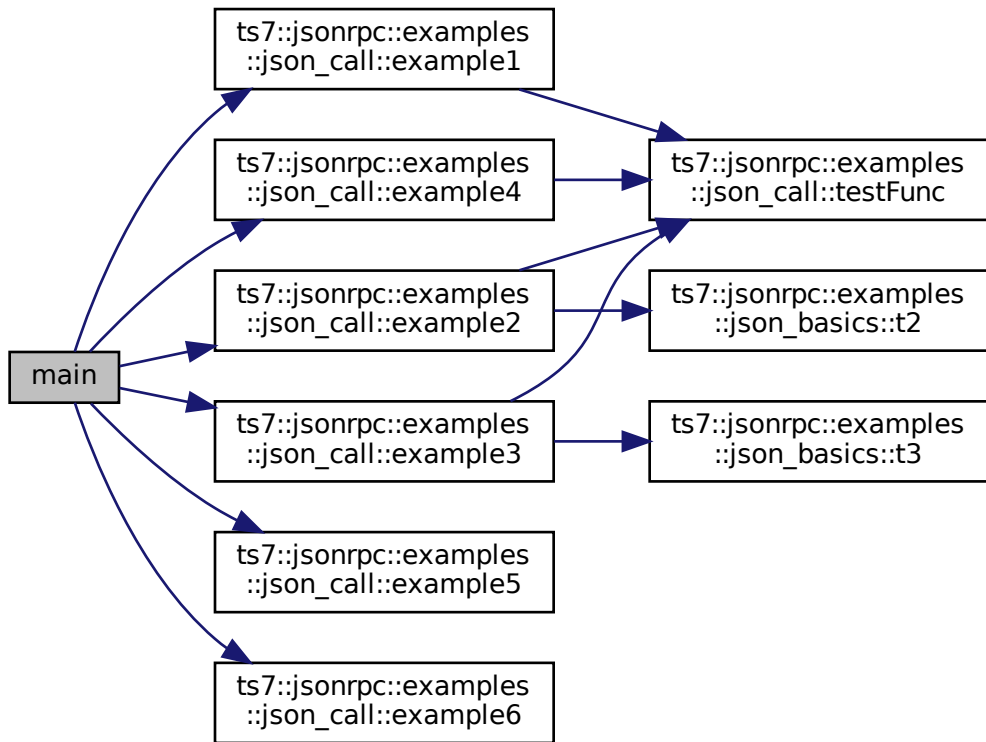 ts7::jsonrpc::examples
::json_call::example1
ts7::jsonrpc::examples
::json_call::example4
ts7::jsonrpc::examples
::json_call::testFunc
ts7::jsonrpc::examples
::json_call::example2
ts7::jsonrpc::examples
::json_basics::t2
main
ts7::jsonrpc::examples
::json_call::example3
ts7::jsonrpc::examples
::json_basics::t3
ts7::jsonrpc::examples
::json_call::example5
ts7::jsonrpc::examples
::json_call::example6